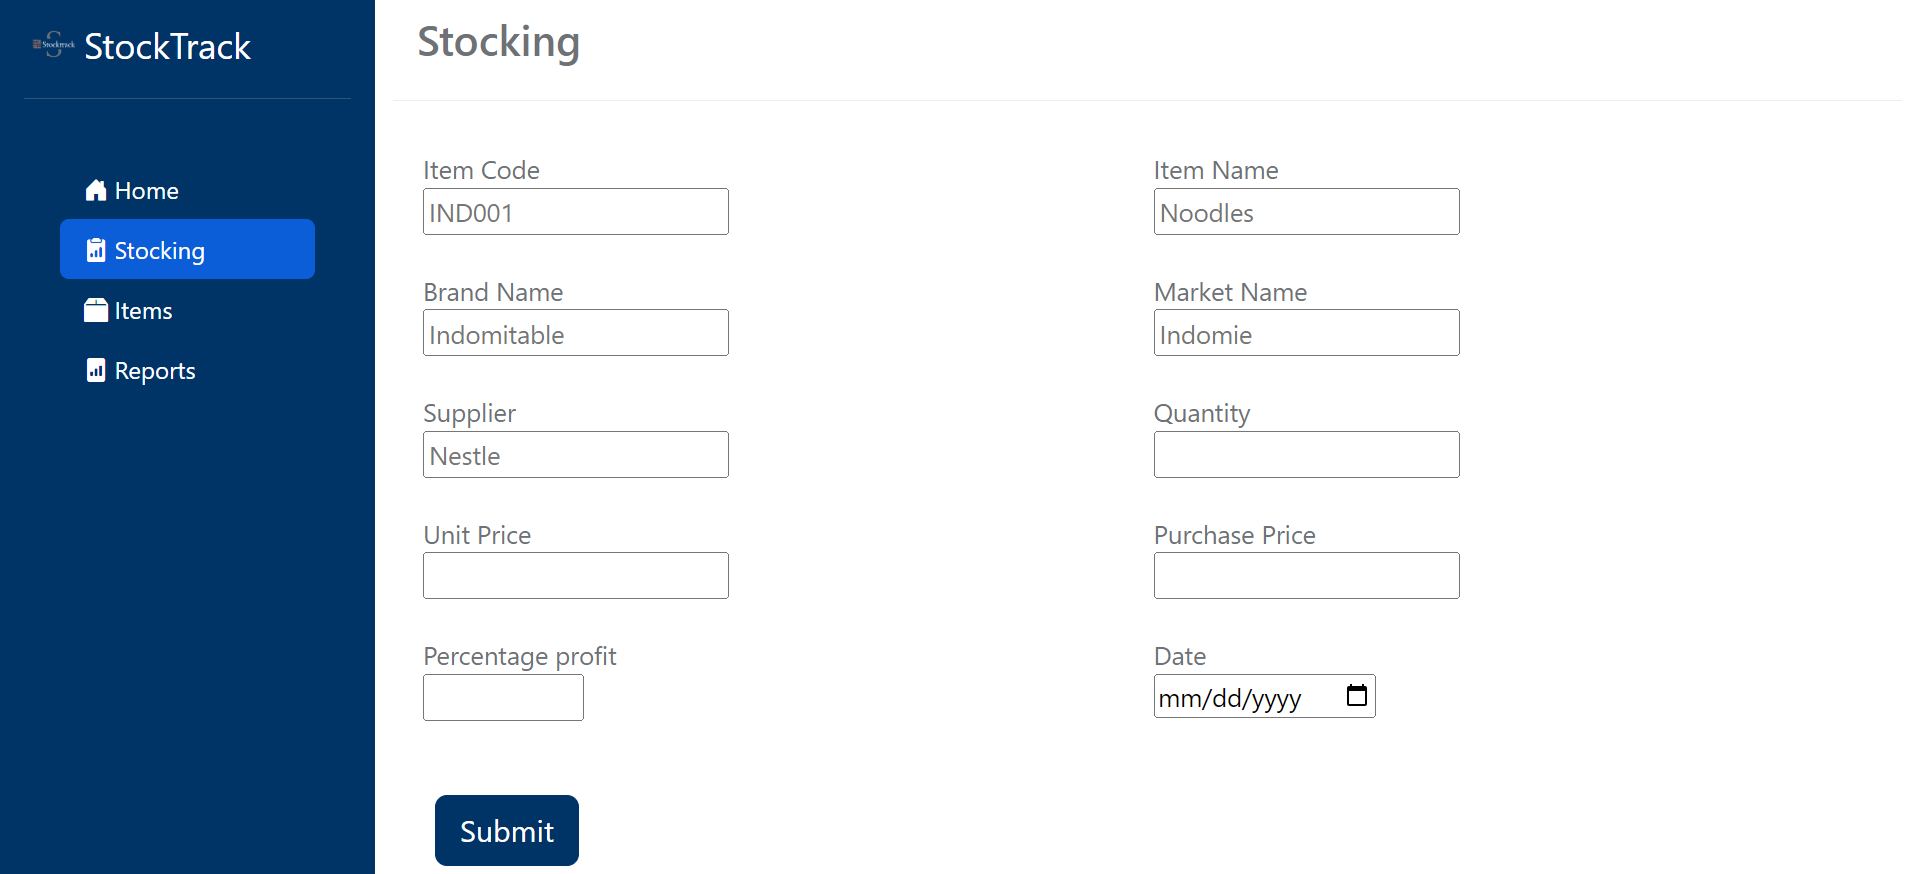 Stocktrack
StockTrack
Home
Stocking
Items
Reports
Stocking
Item Code
IND001
Item Name
Noodles
Brand Name
Indomitable
Market Name
Indomie
Supplier
Nestle
Quantity
Unit Price
Purchase Price
Percentage profit
Date
mm/dd/yyyy
Submit